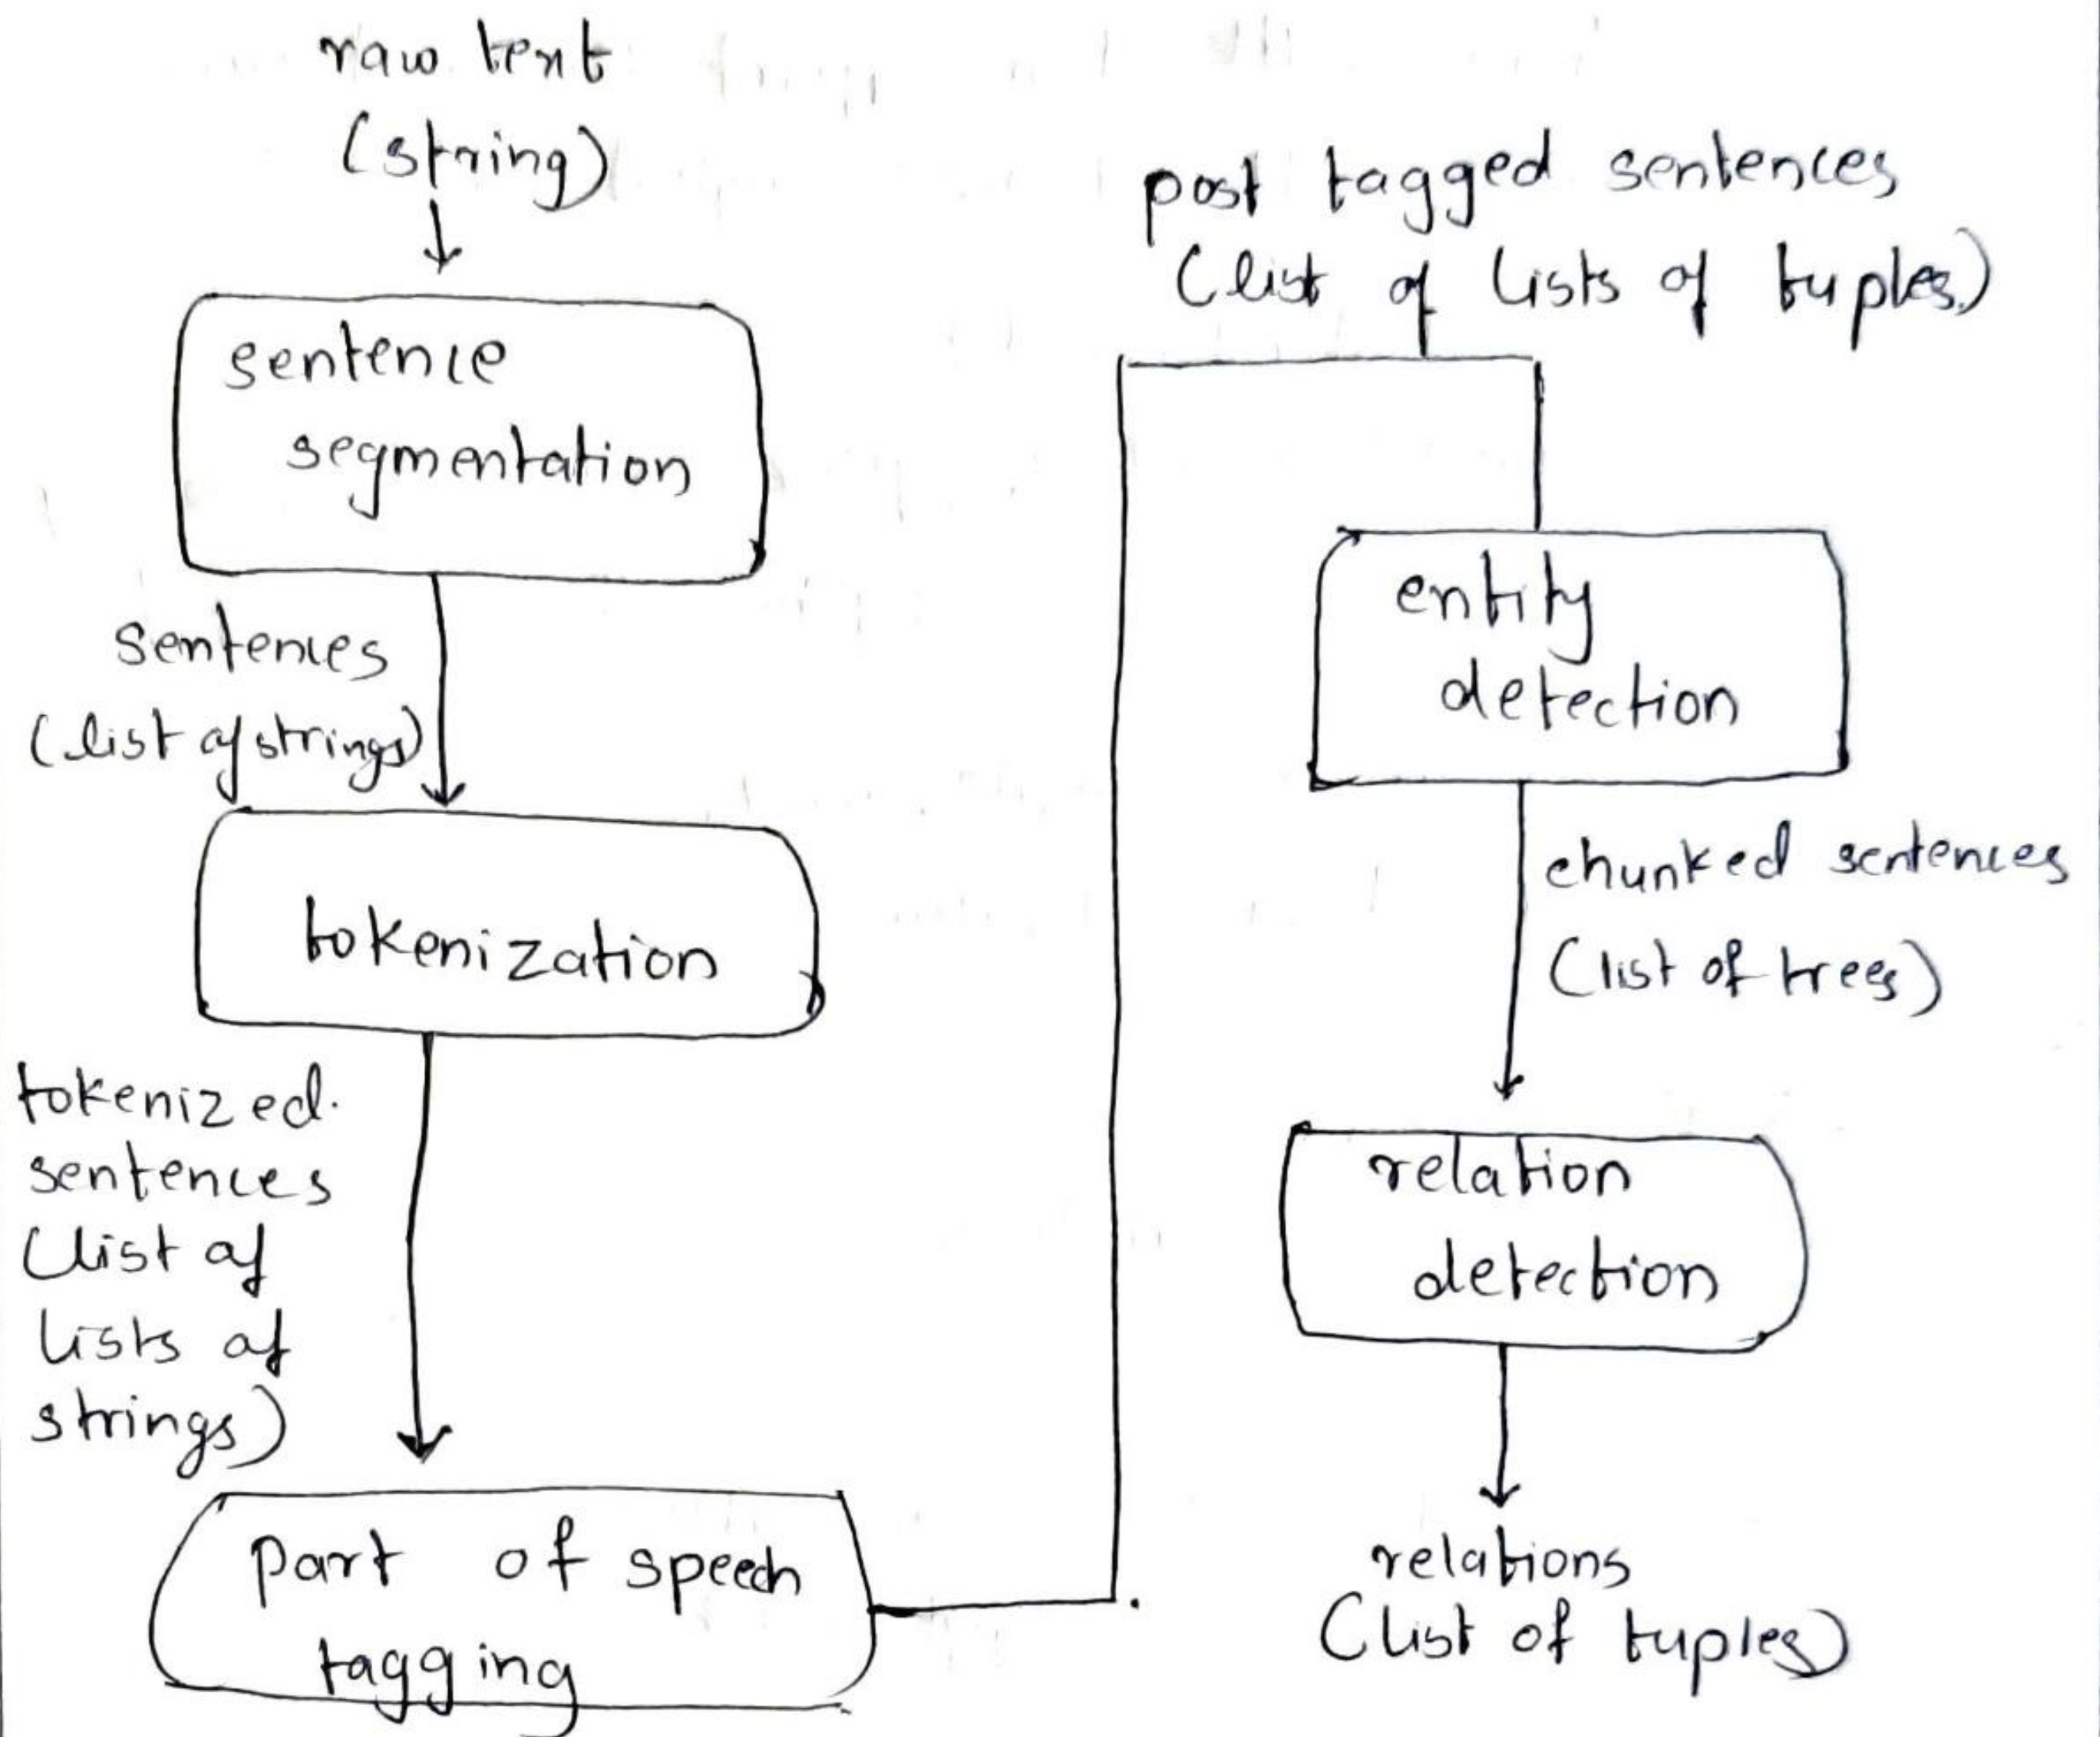 raw text
(string)
sentence
segmentation
sentences
(list of strings)
tokenization
tokenized.
sentences
(list of
lists of
strings)
part of speech
tagging
post tagged sentences
(list of lists of tuples)
entity
detection
chunked sentences
(list of trees)
relation
detection
relations
(list of tuples)